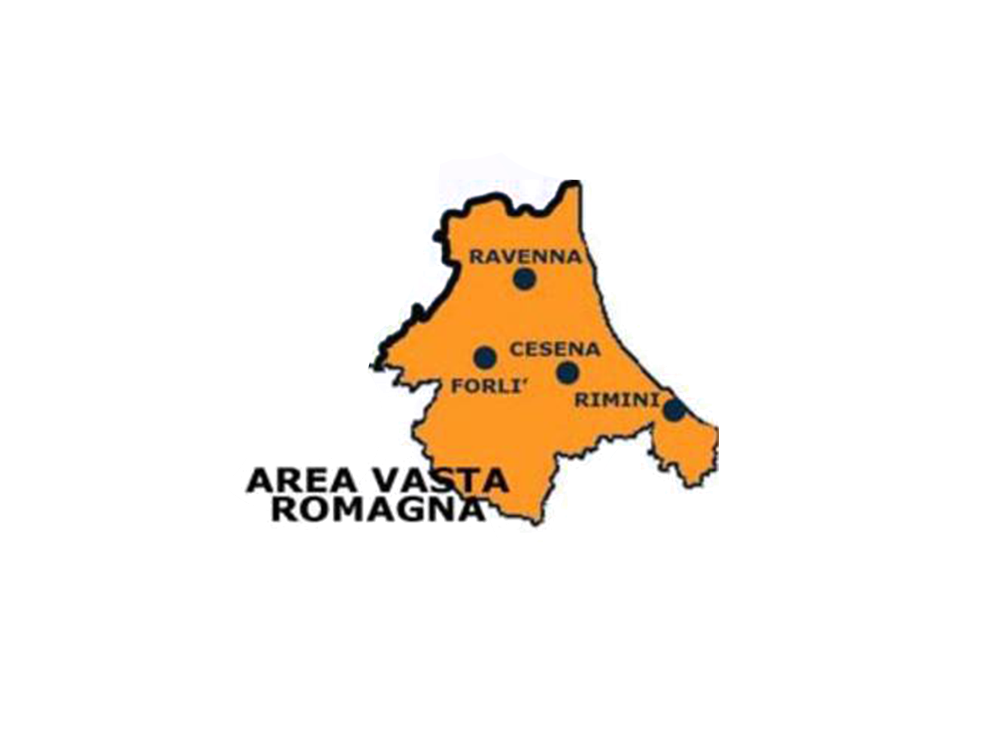 RAVENNA
CESENA
FORLI’
RIMINI
AREA VASTA
ROMAGNA